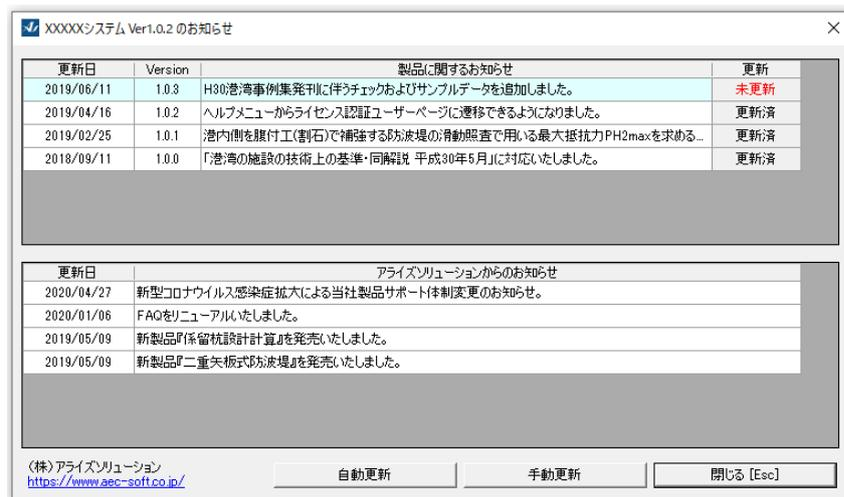 XXXXXシステム Ver1.0.2 のお知らせ
更新日 Version 製品に関するお知らせ 更新
2019/06/11 1.0.3 H30港湾事例集発刊に伴うチェックおよびサンプルデータを追加しました。 未更新
2019/04/16 1.0.2 ヘルプメニューからライセンス認証ユーザーページに遷移できるようになりました。 更新済
2019/02/25 1.0.1 港内側を腹付工(割石)で補強する防波堤の滑動照査で用いる最大抵抗力PH2maxを求める... 更新済
2018/09/11 1.0.0 「港湾の施設の技術上の基準・同解説 平成30年5月」に対応いたしました。 更新済
更新日 アライズソリューションからのお知らせ
2020/04/27 新型コロナウイルス感染症拡大による当社製品サポート体制変更のお知らせ。
2020/01/06 FAQをリニューアルいたしました。
2019/05/09 新製品『係留杭設計計算』を発売いたしました。
2019/05/09 新製品『二重矢板式防波堤』を発売いたしました。
(株)アライズソリューション
https://www.aec-soft.co.jp/
自動更新 手動更新 閉じる [Esc]